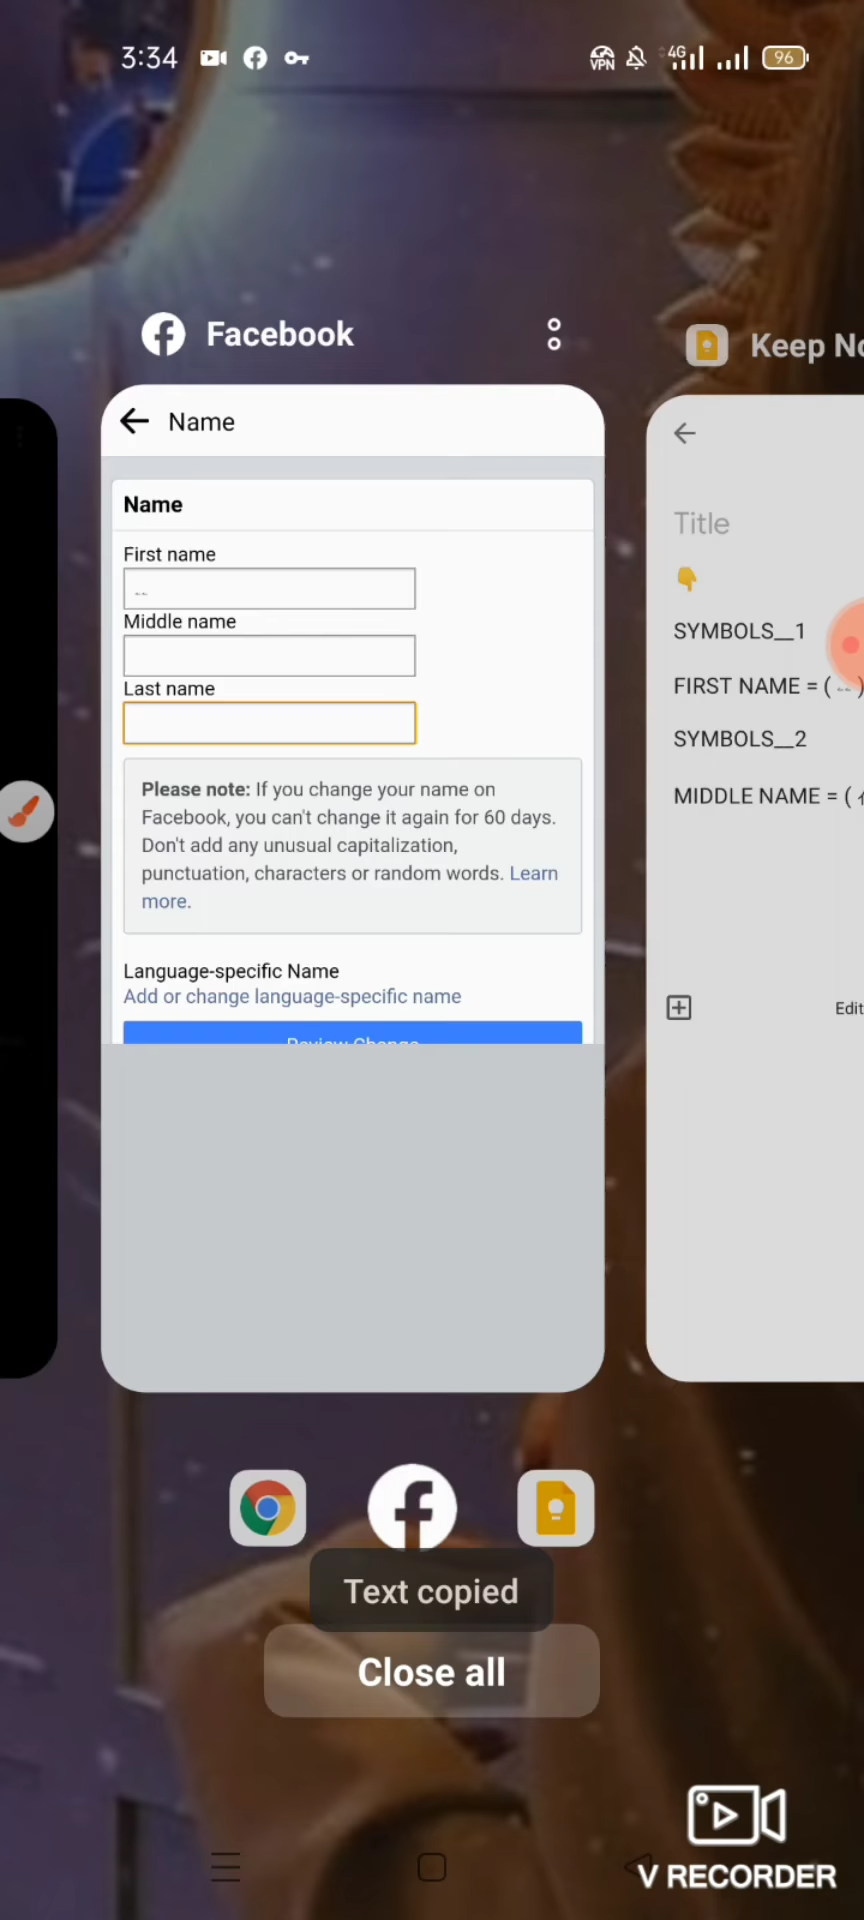 3:34
VPN
4G
96
Facebook
Keep No
Name
Name
First name
Middle name
Last name
Please note: If you change your name on
Facebook, you can't change it again for 60 days.
Don't add any unusual capitalization,
punctuation, characters or random words. Learn
more.
Language-specific Name
Add or change language-specific name
Review Change
Title
👇
SYMBOLS__1
FIRST NAME = ( )
SYMBOLS__2
MIDDLE NAME = (
Edit
Text copied
Close all
V RECORDER